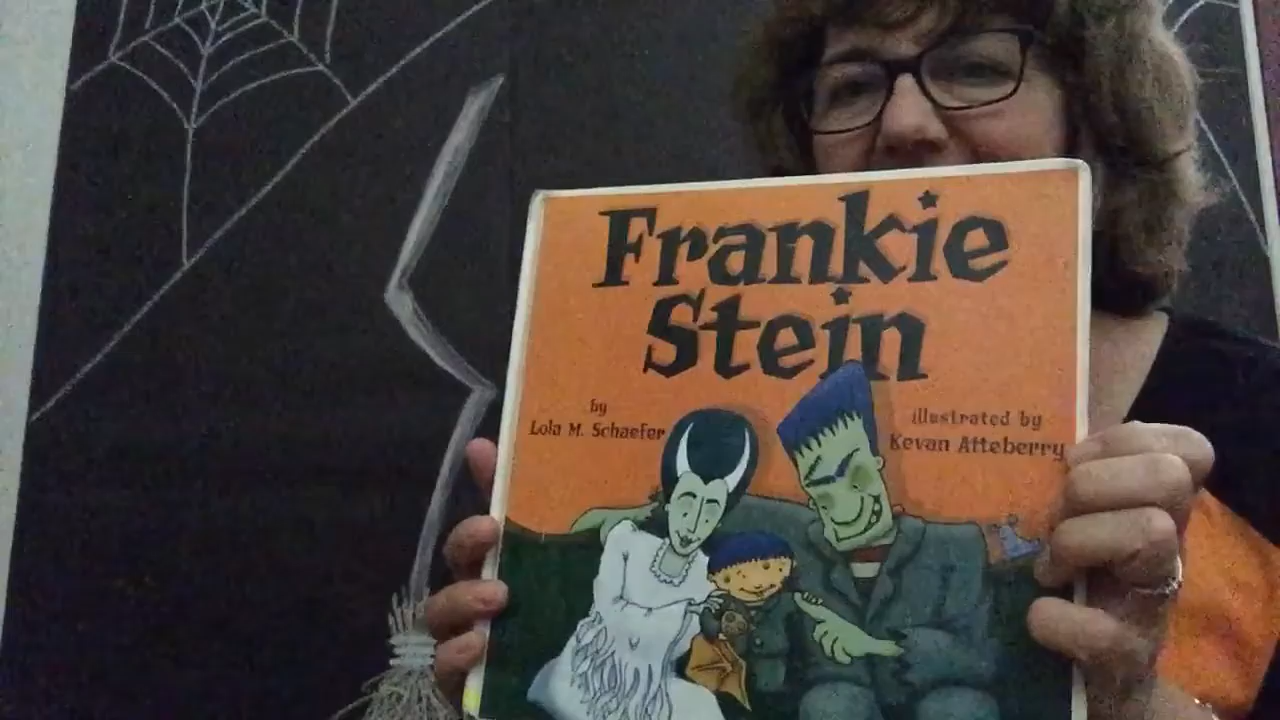 Frankie
Stein
by
Lola M. Schaefer
illustrated by
Kevan Atteberry